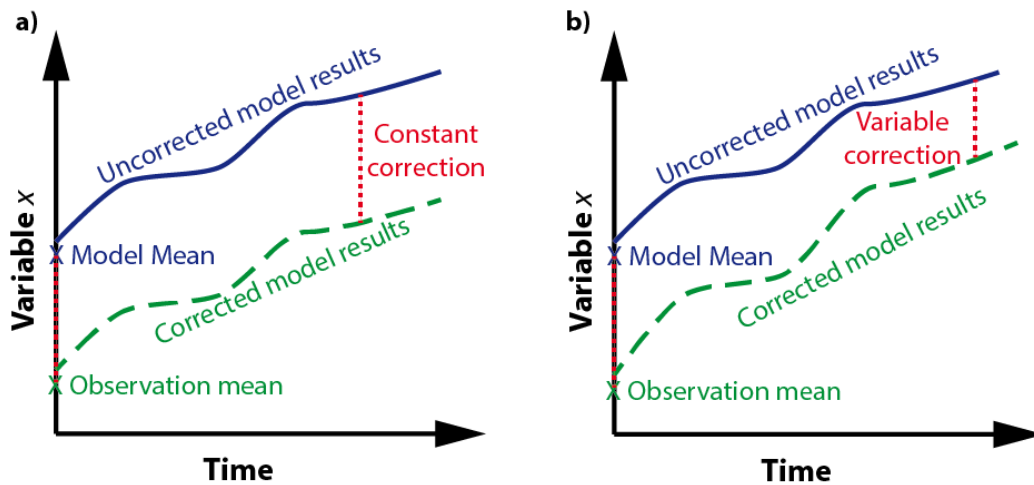 a)
Uncorrected model results
Constant
correction
Variable x
X Model Mean
Corrected model results
X Observation mean
Time
b)
Uncorrected model results
Variable
correction
Variable x
X Model Mean
Corrected model results
X Observation mean
Time